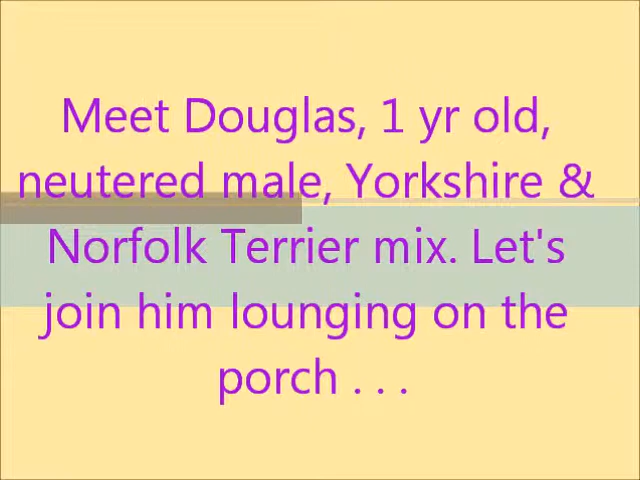 Meet Douglas, 1 yr old,
neutered male, Yorkshire &
Norfolk Terrier mix. Let's
join him lounging on the
porch . . .